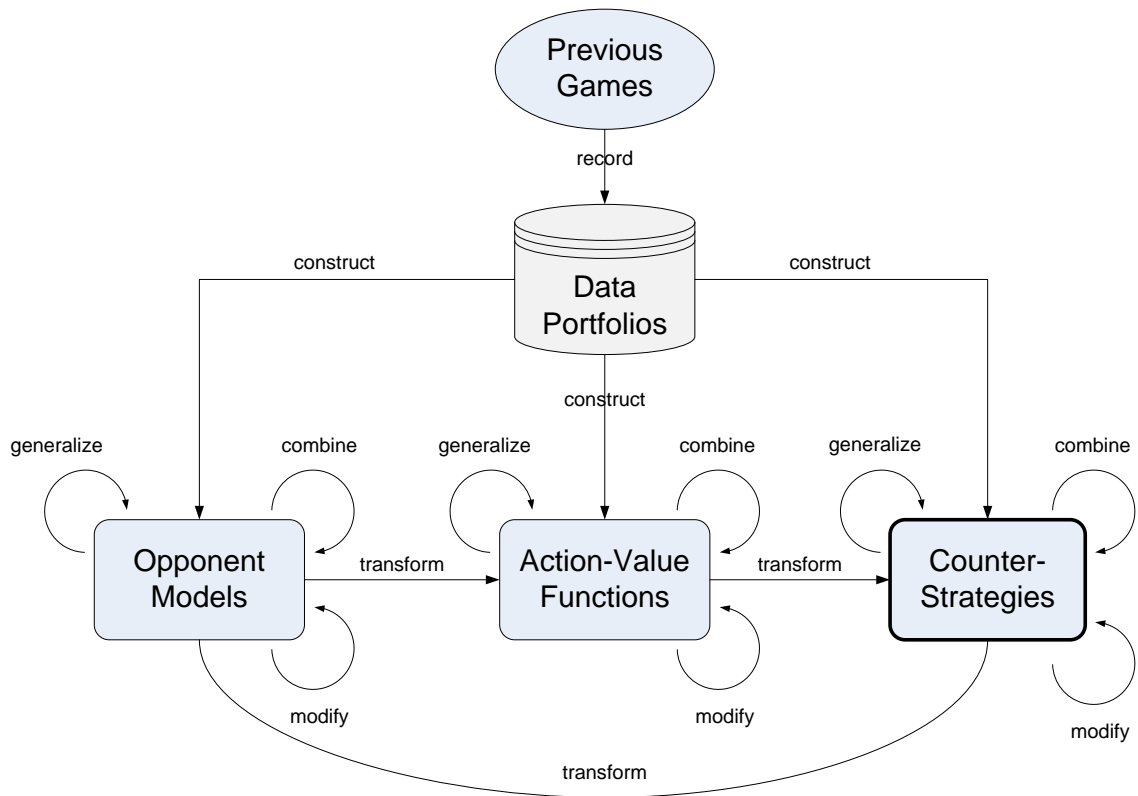 Previous
Games
record
construct
construct
Data
Portfolios
construct
generalize
combine
generalize
combine
generalize
combine
Opponent
Models
transform
Action-Value
Functions
transform
Counter-
Strategies
modify
modify
modify
transform